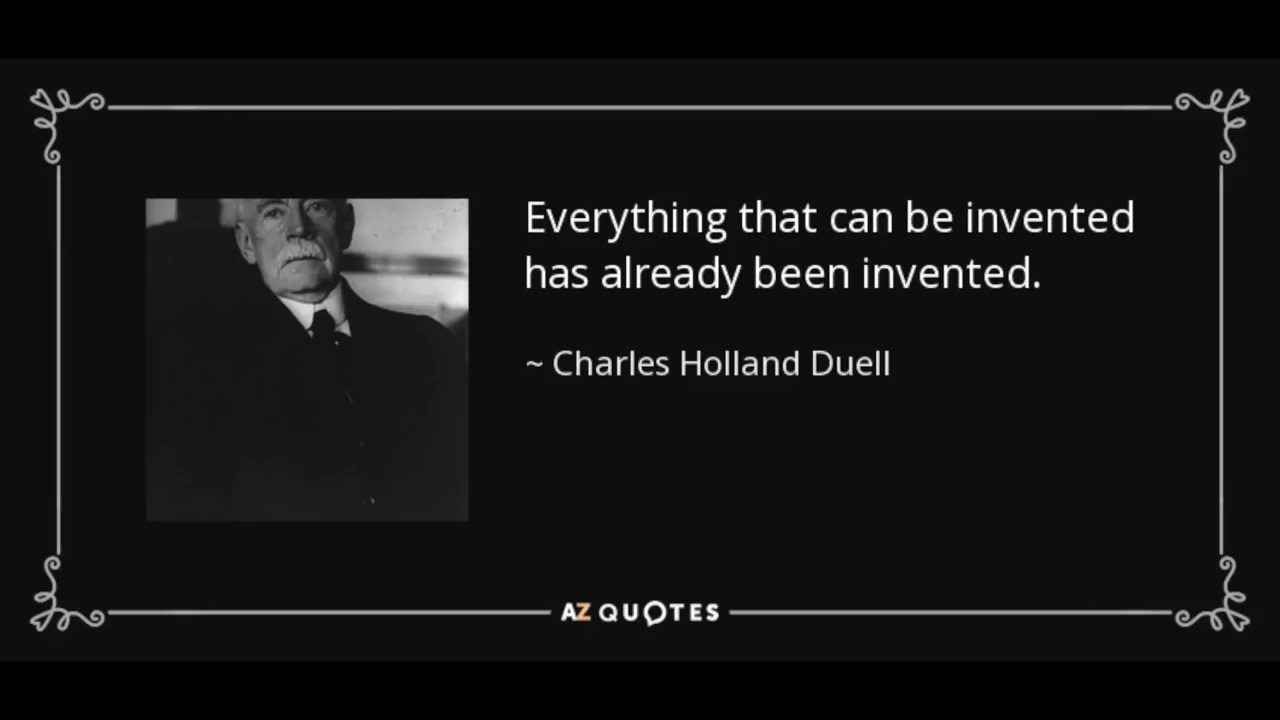 Everything that can be invented
has already been invented.
~ Charles Holland Duell
AZ QUOTES